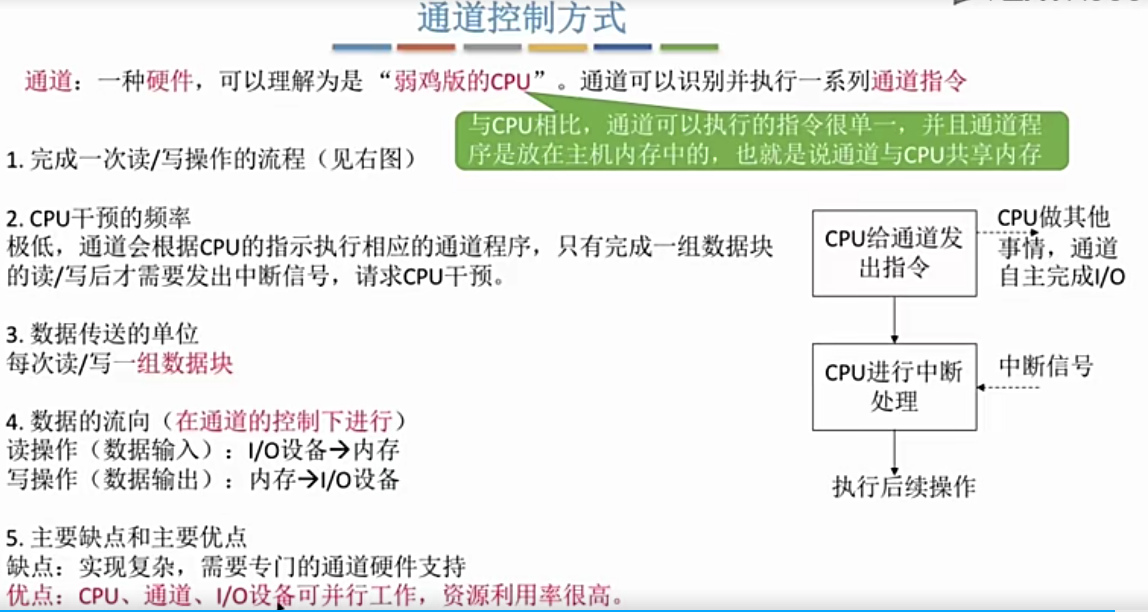 通道控制方式
通道：一种硬件，可以理解为是“弱鸡版的CPU”。通道可以识别并执行一系列通道指令
与CPU相比，通道可以执行的指令很单一，并且通道程
序是放在主机内存中的，也就是说通道与CPU共享内存
1. 完成一次读/写操作的流程（见右图）
2. CPU干预的频率
极低，通道会根据CPU的指示执行相应的通道程序，只有完成一组数据块
的读/写后才需要发出中断信号，请求CPU干预。
3. 数据传送的单位
每次读/写一组数据块
4. 数据的流向（在通道的控制下进行）
读操作（数据输入）：I/O设备→内存
写操作（数据输出）：内存→I/O设备
5. 主要缺点和主要优点
缺点：实现复杂，需要专门的通道硬件支持
优点：CPU、通道、I/O设备可并行工作，资源利用率很高。
CPU给通道发
出指令
CPU做其他
事情，通道
自主完成I/O
CPU进行中断
处理
中断信号
执行后续操作